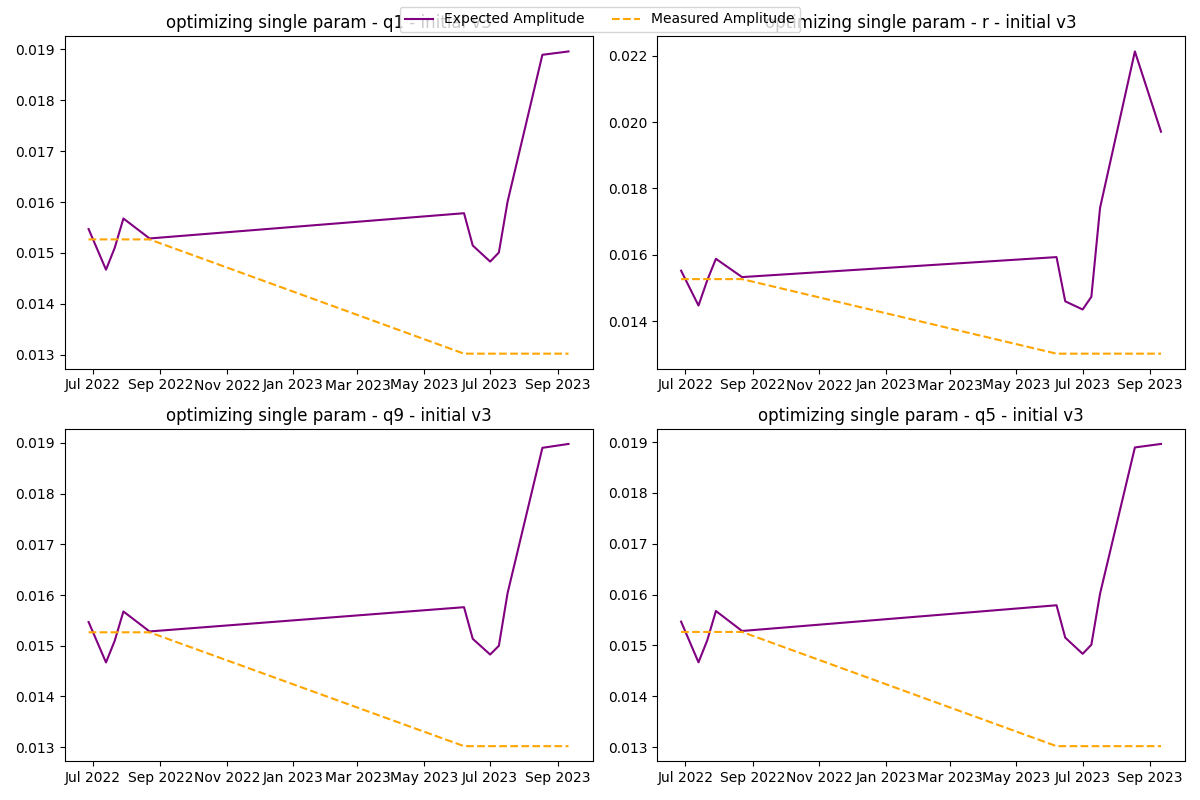 Expected Amplitude Measured Amplitude
optimizing single param - q1 - initial v3
0.019
0.018
0.017
0.016
0.015
0.014
0.013
Jul 2022 Sep 2022 Nov 2022 Jan 2023 Mar 2023 May 2023 Jul 2023 Sep 2023
optimizing single param - r - initial v3
0.022
0.020
0.018
0.016
0.014
Jul 2022 Sep 2022 Nov 2022 Jan 2023 Mar 2023 May 2023 Jul 2023 Sep 2023
optimizing single param - q9 - initial v3
0.019
0.018
0.017
0.016
0.015
0.014
0.013
Jul 2022 Sep 2022 Nov 2022 Jan 2023 Mar 2023 May 2023 Jul 2023 Sep 2023
optimizing single param - q5 - initial v3
0.019
0.018
0.017
0.016
0.015
0.014
0.013
Jul 2022 Sep 2022 Nov 2022 Jan 2023 Mar 2023 May 2023 Jul 2023 Sep 2023